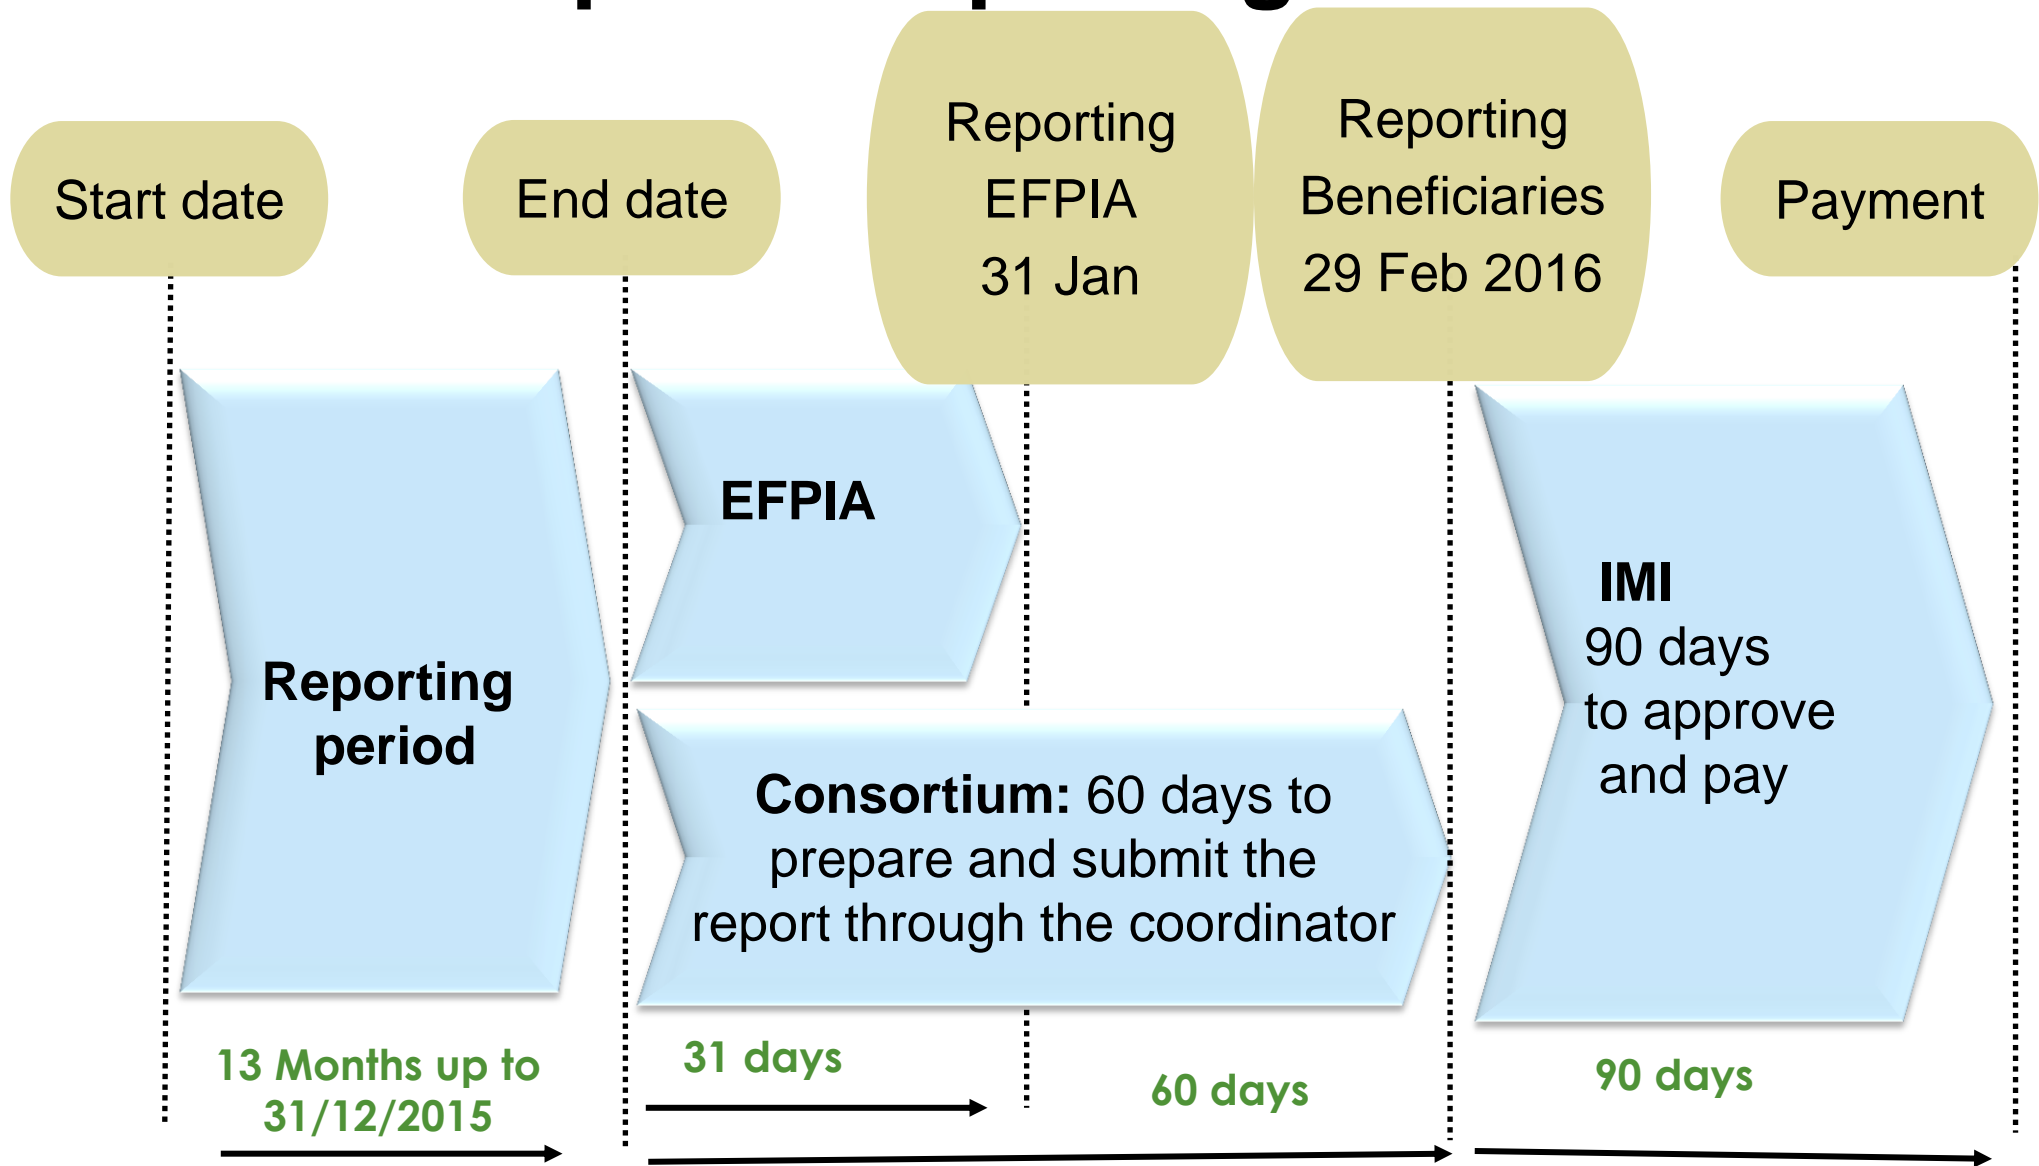 Start date
End date
Reporting
EFPIA
31 Jan
Reporting
Beneficiaries
29 Feb 2016
Payment
Reporting
period
EFPIA
Consortium: 60 days to
prepare and submit the
report through the coordinator
IMI
90 days
to approve
and pay
13 Months up to
31/12/2015
31 days
60 days
90 days